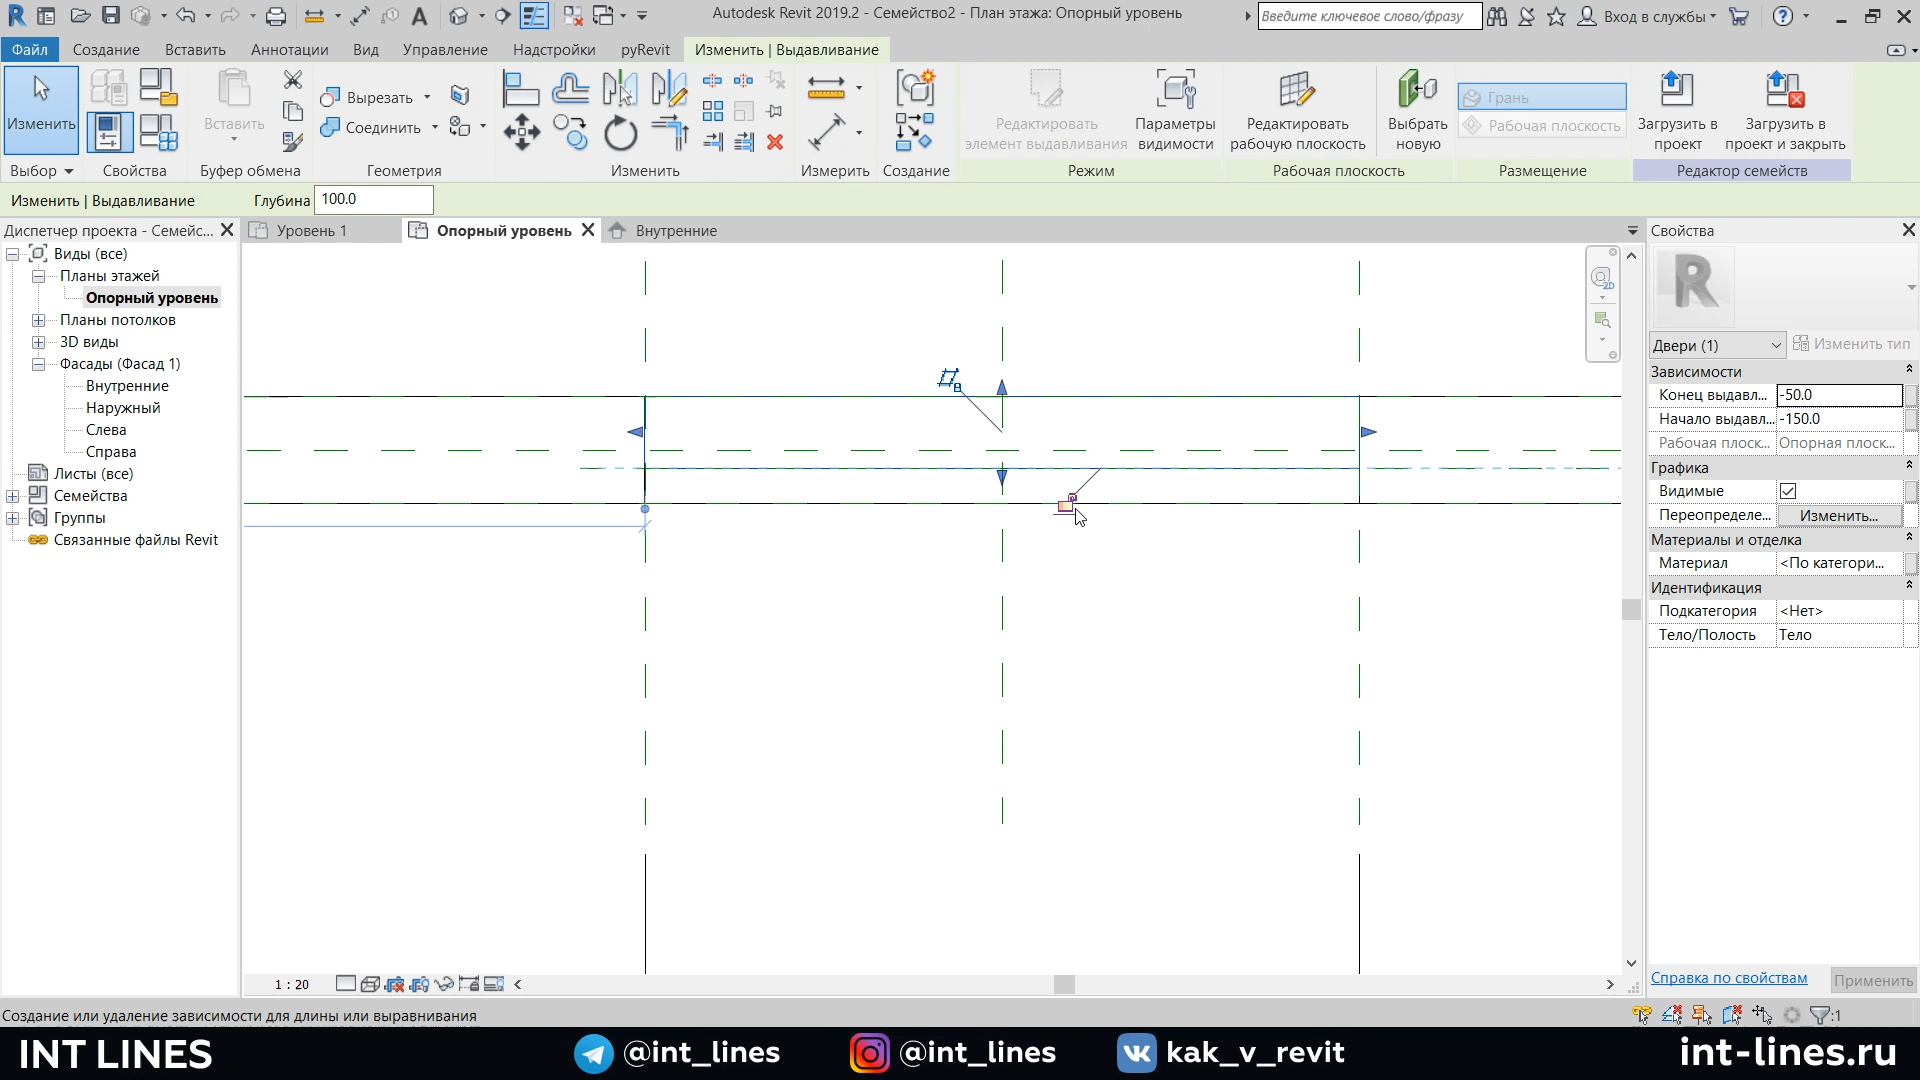 Autodesk Revit 2019.2 - Семейство2 - План этажа: Опорный уровень
Введите ключевое слово/фразу
Вход в службы
Файл
Создание
Вставить
Аннотации
Вид
Управление
Надстройки
pyRevit
Изменить | Выдавливание
Изменить
Вставить
Вырезать
Соединить
Редактировать элемент выдавливания
Параметры видимости
Редактировать рабочую плоскость
Выбрать новую
Грань
Рабочая плоскость
Загрузить в проект
Загрузить в проект и закрыть
Выбор
Свойства
Буфер обмена
Геометрия
Изменить
Измерить
Создание
Режим
Рабочая плоскость
Размещение
Редактор семейств
Изменить | Выдавливание
Глубина
100.0
Диспетчер проекта - Семейс...
Виды (все)
Планы этажей
Опорный уровень
Планы потолков
3D виды
Фасады (Фасад 1)
Внутренние
Наружный
Слева
Справа
Листы (все)
Семейства
Группы
Связанные файлы Revit
Уровень 1
Опорный уровень
Внутренние
2D
1 : 20
Свойства
Двери (1)
Изменить тип
Зависимости
Конец выдавл... -50.0
Начало выдавл... -150.0
Рабочая плоск... Опорная плоск...
Графика
Видимые
Переопределе... Изменить...
Материалы и отделка
Материал <По категори...
Идентификация
Подкатегория <Нет>
Тело/Полость Тело
Справка по свойствам
Применить
Создание или удаление зависимости для длины или выравнивания
:1
INT LINES
@int_lines
@int_lines
kak_v_revit
int-lines.ru